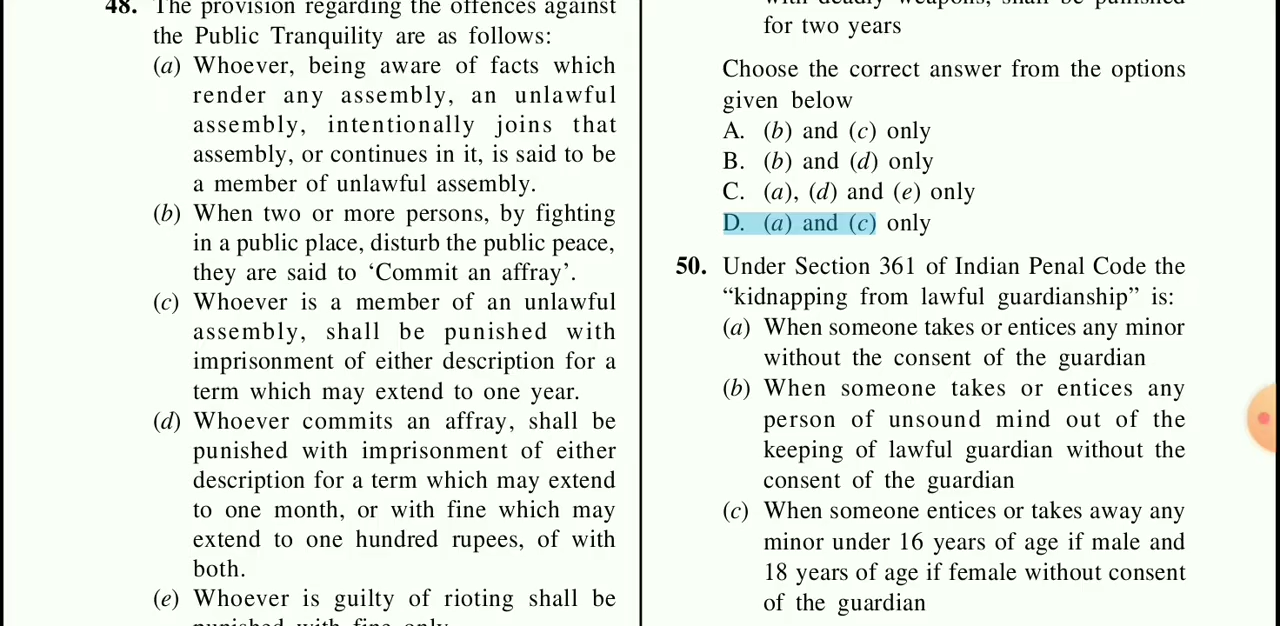 48. The provision regarding the offences against
the Public Tranquility are as follows:
(a) Whoever, being aware of facts which
render any assembly, an unlawful
assembly, intentionally joins that
assembly, or continues in it, is said to be
a member of unlawful assembly.
(b) When two or more persons, by fighting
in a public place, disturb the public peace,
they are said to ‘Commit an affray’.
(c) Whoever is a member of an unlawful
assembly, shall be punished with
imprisonment of either description for a
term which may extend to one year.
(d) Whoever commits an affray, shall be
punished with imprisonment of either
description for a term which may extend
to one month, or with fine which may
extend to one hundred rupees, of with
both.
(e) Whoever is guilty of rioting shall be
punished with fine only
with deadly weapons, shall be punished
for two years
Choose the correct answer from the options
given below
A. (b) and (c) only
B. (b) and (d) only
C. (a), (d) and (e) only
D. (a) and (c) only
50. Under Section 361 of Indian Penal Code the
“kidnapping from lawful guardianship” is:
(a) When someone takes or entices any minor
without the consent of the guardian
(b) When someone takes or entices any
person of unsound mind out of the
keeping of lawful guardian without the
consent of the guardian
(c) When someone entices or takes away any
minor under 16 years of age if male and
18 years of age if female without consent
of the guardian